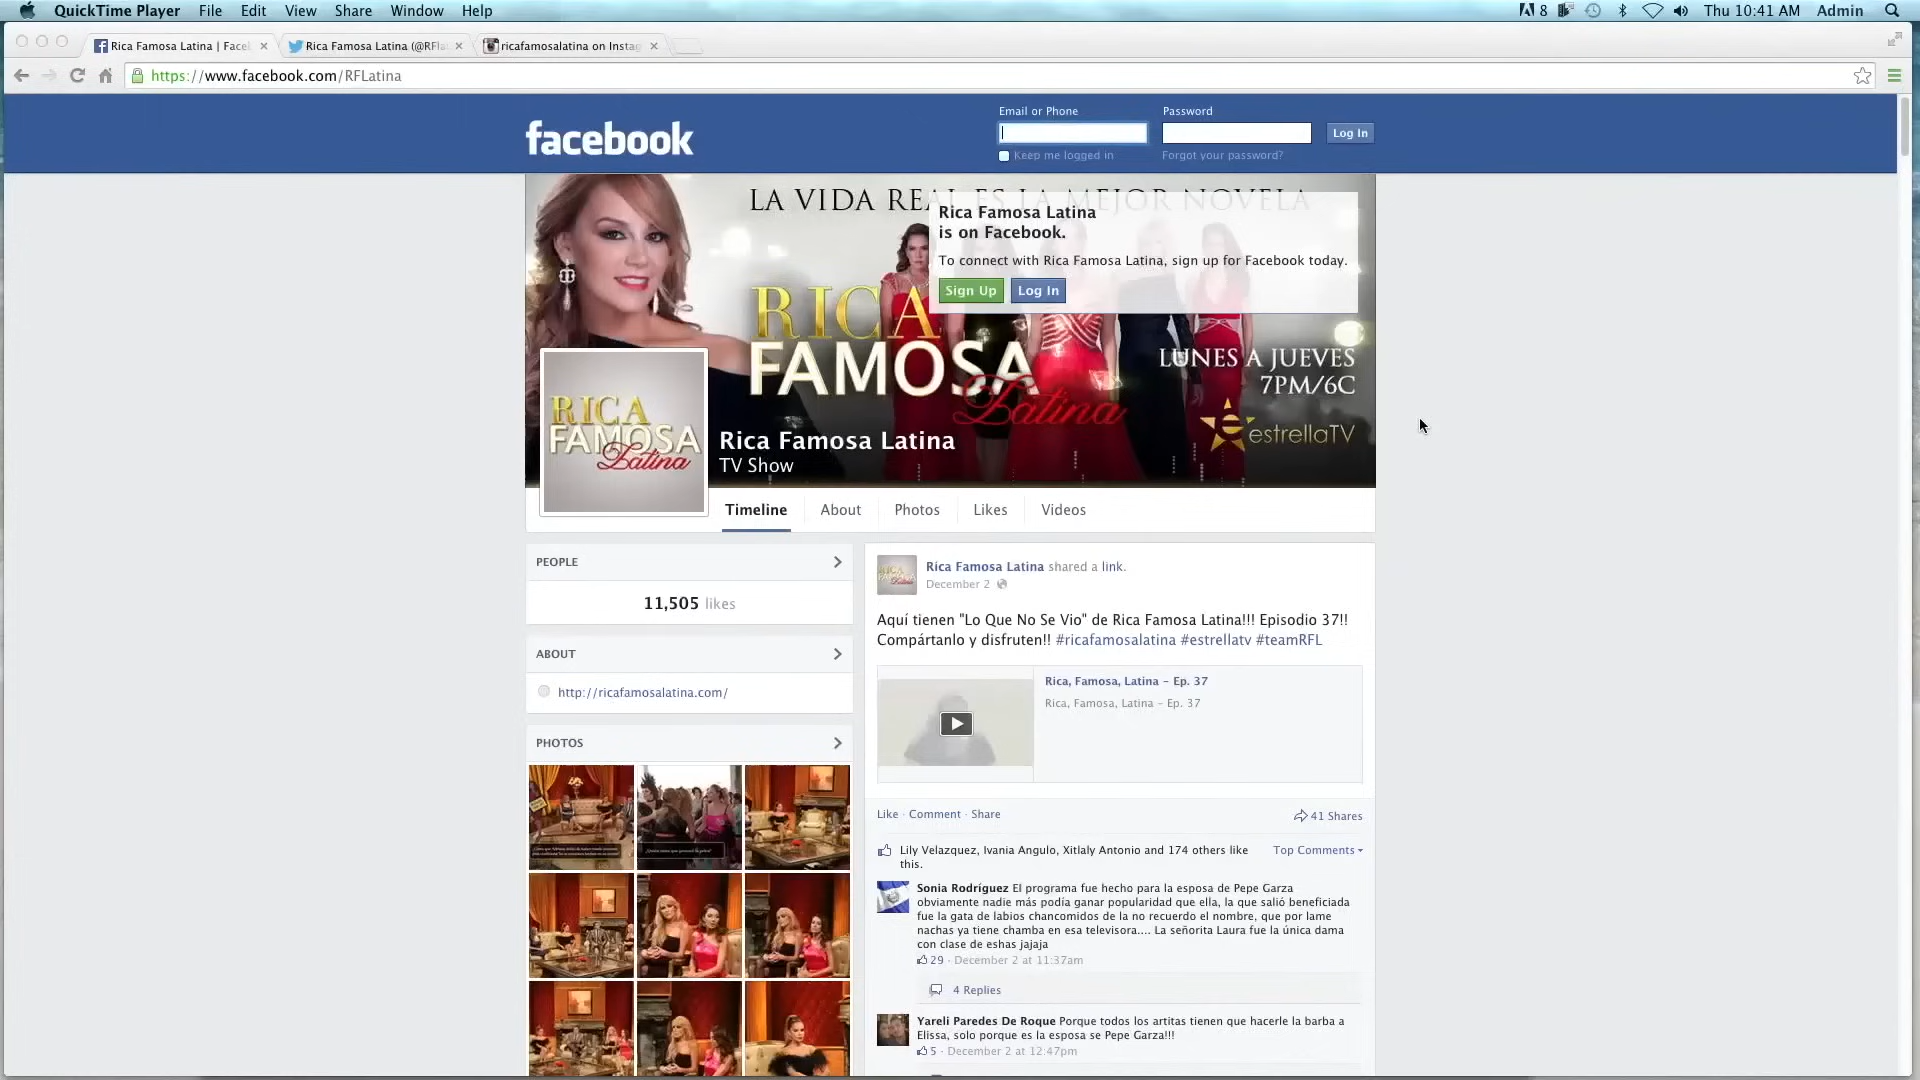 QuickTime Player File Edit View Share Window Help
8 Thu 10:41 AM Admin
Rica Famosa Latina | Face
Rica Famosa Latina (@RFla
ricafamosalatina on Insta
https://www.facebook.com/RFLatina
facebook
Email or Phone
Password
Log In
Keep me logged in
Forgot your password?
LA VIDA REAL ES LA MEJOR NOVELA
Rica Famosa Latina
is on Facebook.
To connect with Rica Famosa Latina, sign up for Facebook today.
Sign Up
Log In
RICA
FAMOSA
Latina
LUNES A JUEVES
7PM/6C
estrellaTV
RICA
FAMOSA
Latina
Rica Famosa Latina
TV Show
Timeline About Photos Likes Videos
PEOPLE
11,505 likes
ABOUT
http://ricafamosalatina.com/
PHOTOS
Rica Famosa Latina shared a link.
December 2
Aquí tienen "Lo Que No Se Vio" de Rica Famosa Latina!!! Episodio 37!!
Compártanlo y disfruten!! #ricafamosalatina #estrellatv #teamRFL
Rica, Famosa, Latina - Ep. 37
Rica, Famosa, Latina - Ep. 37
Like · Comment · Share
41 Shares
Lily Velazquez, Ivania Angulo, Xitlaly Antonio and 174 others like
this.
Top Comments
Sonia Rodríguez El programa fue hecho para la esposa de Pepe Garza
obviamente nadie más podía ganar popularidad que ella, la que salió beneficiada
fue la gata de labios chancomidos de la no recuerdo el nombre, que por lame
nachas ya tiene chamba en esa televisora.... La señorita Laura fue la única dama
con clase de eshas jajaja
29 · December 2 at 11:37am
4 Replies
Yareli Paredes De Roque Porque todos los artitas tienen que hacerle la barba a
Elissa, solo porque es la esposa se Pepe Garza!!!
5 · December 2 at 12:47pm